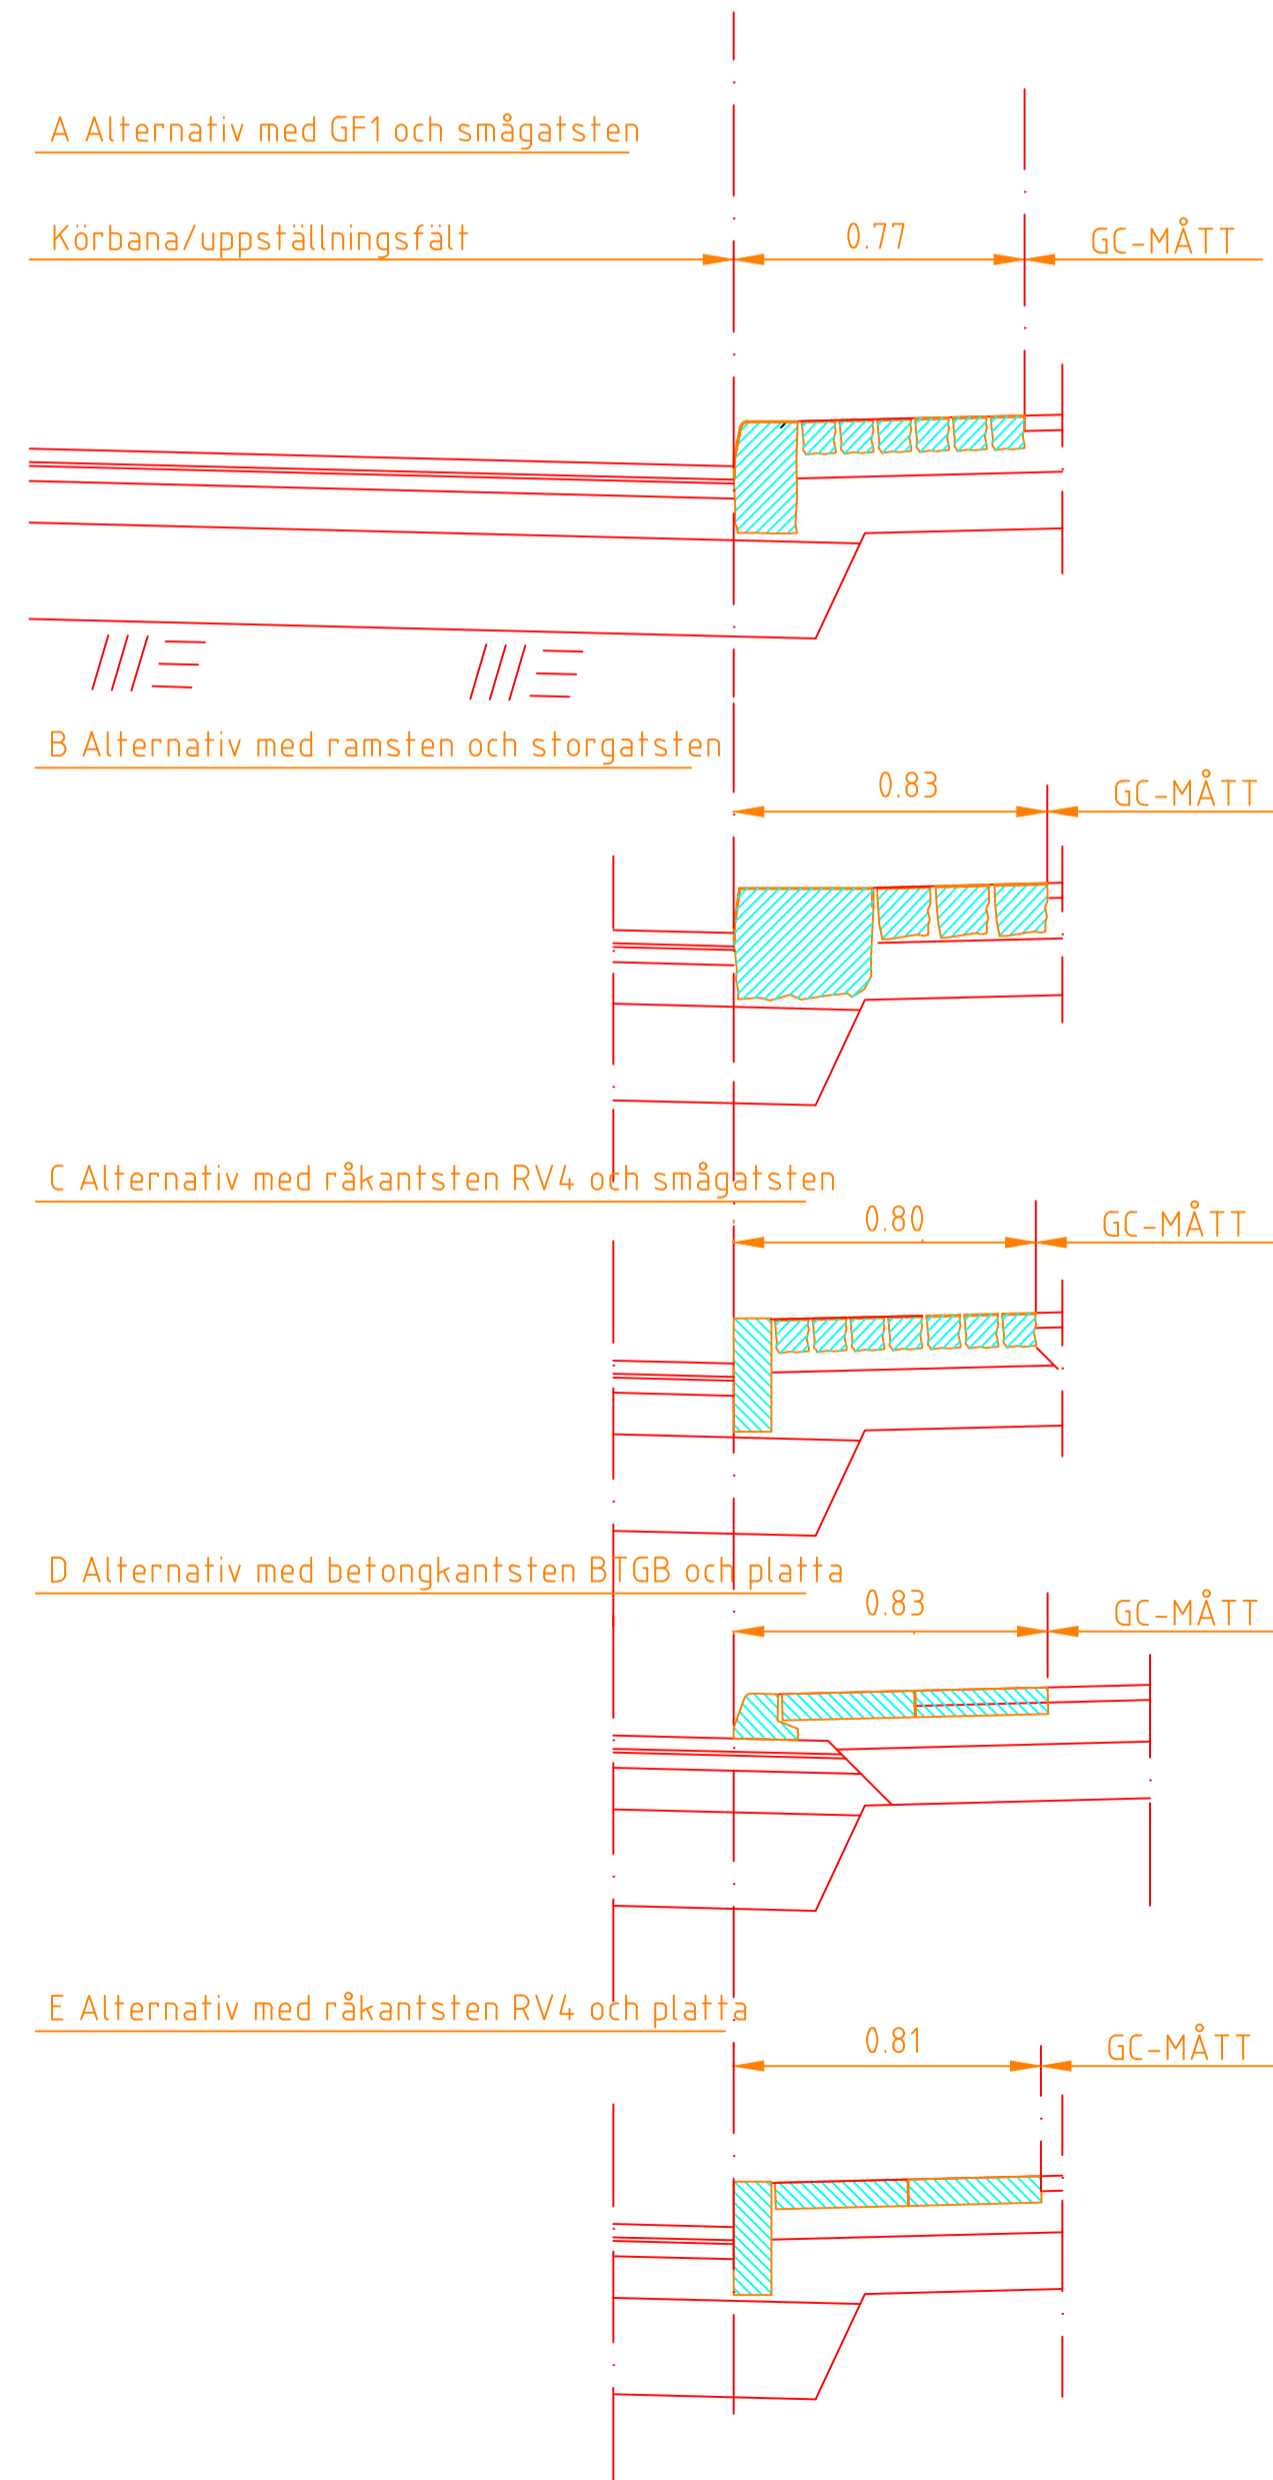 A Alternativ med GF1 och smågatsten
Körbana/uppställningsfält
0.77
GC-MÅTT
B Alternativ med ramsten och storgatsten
0.83
GC-MÅTT
C Alternativ med råkantsten RV4 och smågatsten
0.80
GC-MÅTT
D Alternativ med betongkantsten BTGB och platta
0.83
GC-MÅTT
E Alternativ med råkantsten RV4 och platta
0.81
GC-MÅTT